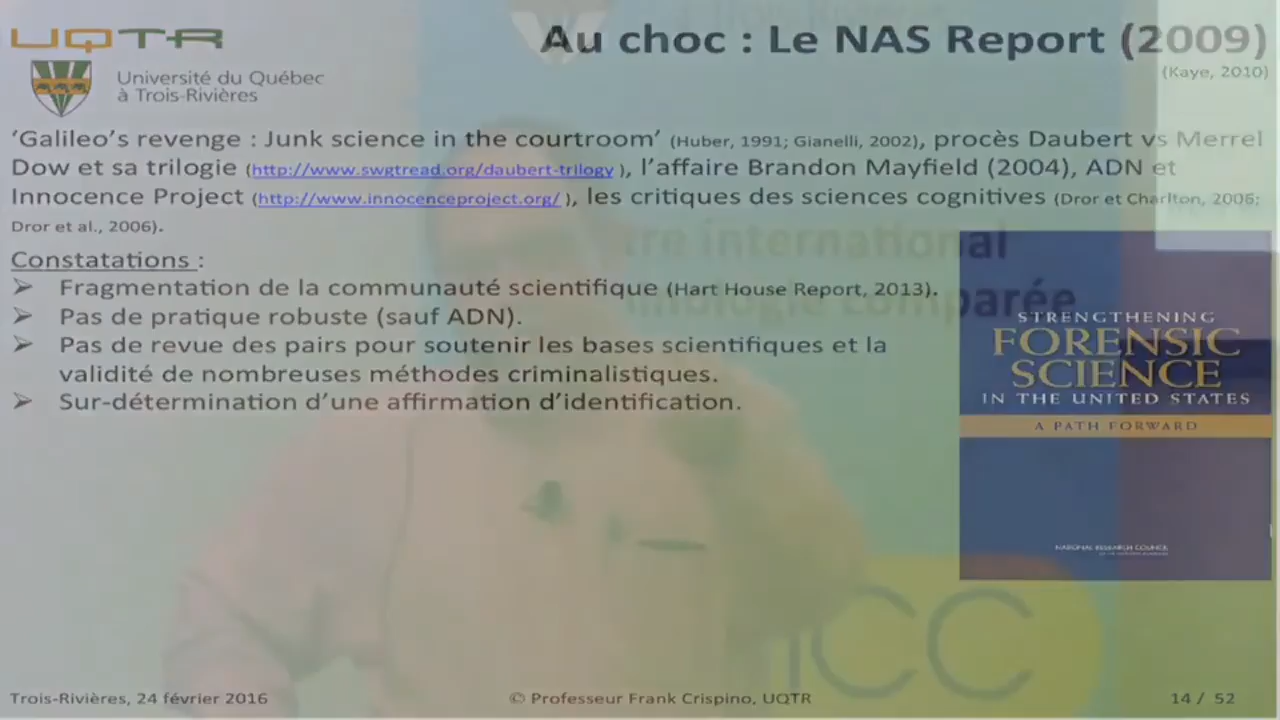 UQTR
Au choc : Le NAS Report (2009)
(Kaye, 2010)
Université du Québec
à Trois-Rivières
'Galileo's revenge : Junk science in the courtroom' (Huber, 1991; Gianelli, 2002), procès Daubert vs Merrel
Dow et sa trilogie (http://www.swgtread.org/daubert-trilogy ), l'affaire Brandon Mayfield (2004), ADN et
Innocence Project (http://www.innocenceproject.org/ ), les critiques des sciences cognitives (Dror et Charlton, 2006;
Dror et al., 2006).
Constatations :
➢ Fragmentation de la communauté scientifique (Hart House Report, 2013).
➢ Pas de pratique robuste (sauf ADN).
➢ Pas de revue des pairs pour soutenir les bases scientifiques et la
validité de nombreuses méthodes criminalistiques.
➢ Sur-détermination d'une affirmation d'identification.
international
comparée
STRENGTHENING
FORENSIC
SCIENCE
IN THE UNITED STATES
A PATH FORWARD
NATIONAL RESEARCH COUNCIL
CICC
Trois-Rivières, 24 février 2016
© Professeur Frank Crispino, UQTR
14 / 52